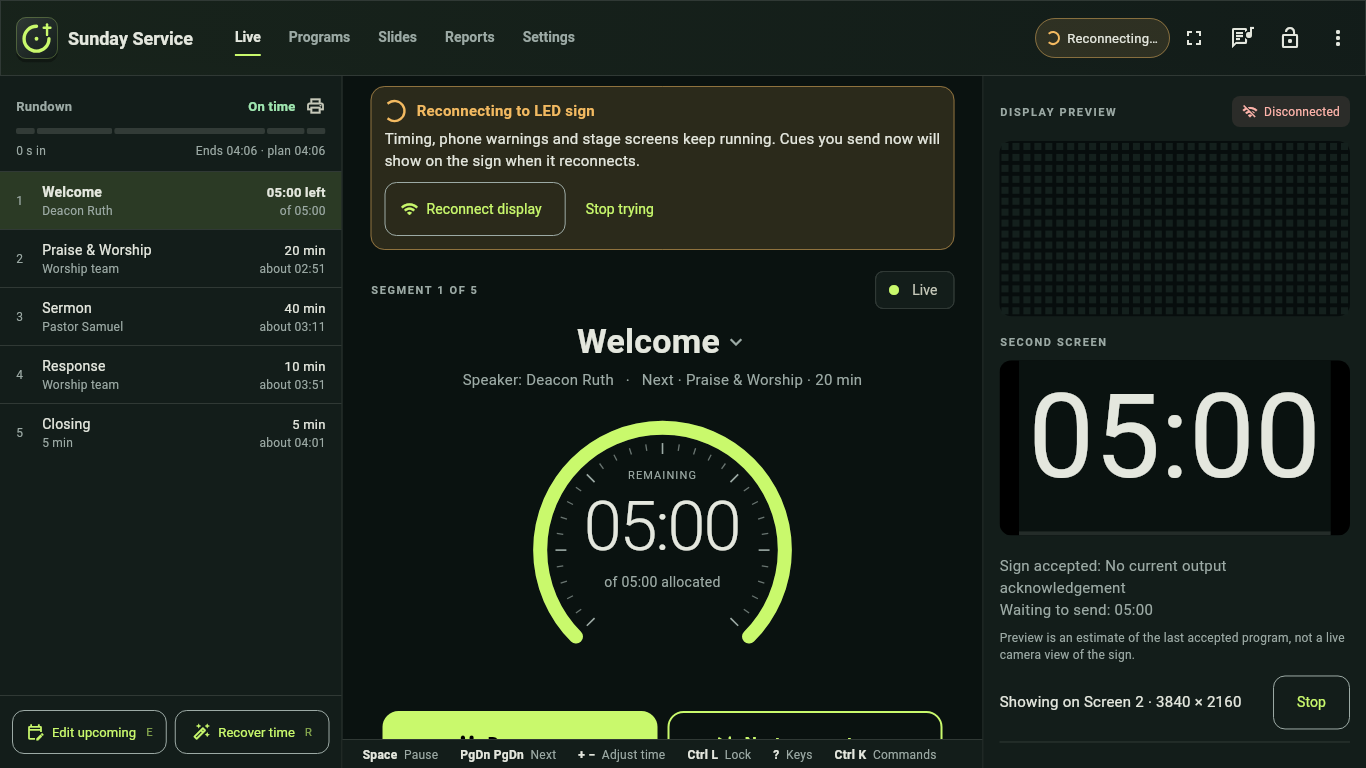 Sunday Service
Live
Programs
Slides
Reports
Settings
Reconnecting…
Rundown
On time
0 s in
Ends 04:06 · plan 04:06
1
Welcome
05:00 left
Deacon Ruth
of 05:00
2
Praise & Worship
20 min
Worship team
about 02:51
3
Sermon
40 min
Pastor Samuel
about 03:11
4
Response
10 min
Worship team
about 03:51
5
Closing
5 min
5 min
about 04:01
Edit upcoming E
Recover time R
Reconnecting to LED sign
Timing, phone warnings and stage screens keep running. Cues you send now will
show on the sign when it reconnects.
Reconnect display
Stop trying
SEGMENT 1 OF 5
Live
Welcome
Speaker: Deacon Ruth · Next · Praise & Worship · 20 min
REMAINING
05:00
of 05:00 allocated
Space Pause
PgDn PgDn Next
+ − Adjust time
Ctrl L Lock
? Keys
Ctrl K Commands
DISPLAY PREVIEW
Disconnected
SECOND SCREEN
05:00
Sign accepted: No current output
acknowledgement
Waiting to send: 05:00
Preview is an estimate of the last accepted program, not a live
camera view of the sign.
Showing on Screen 2 · 3840 × 2160
Stop